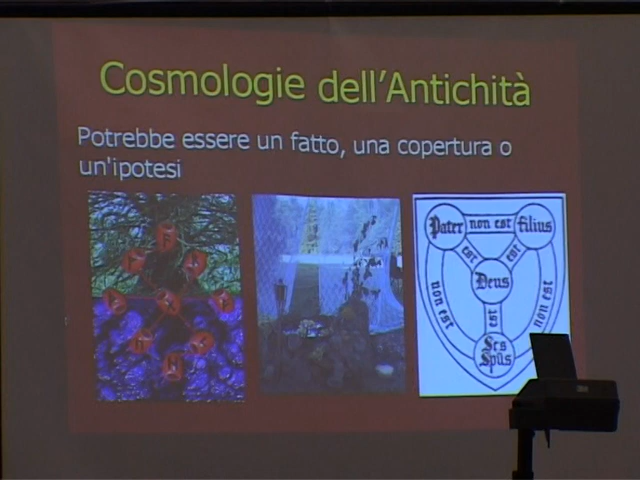 Cosmologie dell'Antichità
Potrebbe essere un fatto, una copertura o
un'ipotesi
Pater non est filius
est est
Deus
non est est non est
Scs
Spūs